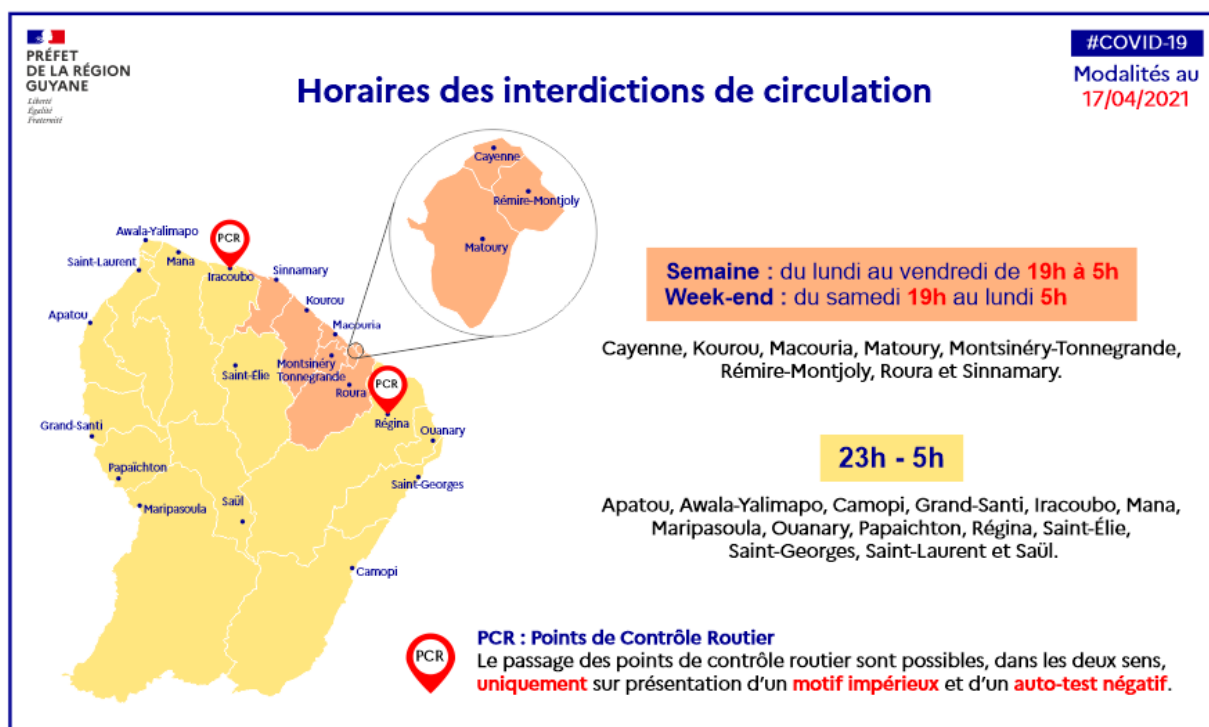 PRÉFET
DE LA RÉGION
GUYANE
Liberté
Égalité
Fraternité
#COVID-19
Modalités au
17/04/2021
Horaires des interdictions de circulation
Cayenne
Rémire-Montjoly
Matoury
Awala-Yalimapo
PCR
Saint-Laurent
Mana
Iracoubo
Sinnamary
Kourou
Apatou
Macouria
Saint-Élie
Montsinéry
Tonnegrande
PCR
Roura
Grand-Santi
Régina
Ouanary
Papaïchton
Saint-Georges
Maripasoula
Saül
Camopi
Semaine : du lundi au vendredi de 19h à 5h
Week-end : du samedi 19h au lundi 5h
Cayenne, Kourou, Macouria, Matoury, Montsinéry-Tonnegrande,
Rémire-Montjoly, Roura et Sinnamary.
23h - 5h
Apatou, Awala-Yalimapo, Camopi, Grand-Santi, Iracoubo, Mana,
Maripasoula, Ouanary, Papaichton, Régina, Saint-Élie,
Saint-Georges, Saint-Laurent et Saül.
PCR
PCR : Points de Contrôle Routier
Le passage des points de contrôle routier sont possibles, dans les deux sens,
uniquement sur présentation d'un motif impérieux et d'un auto-test négatif.